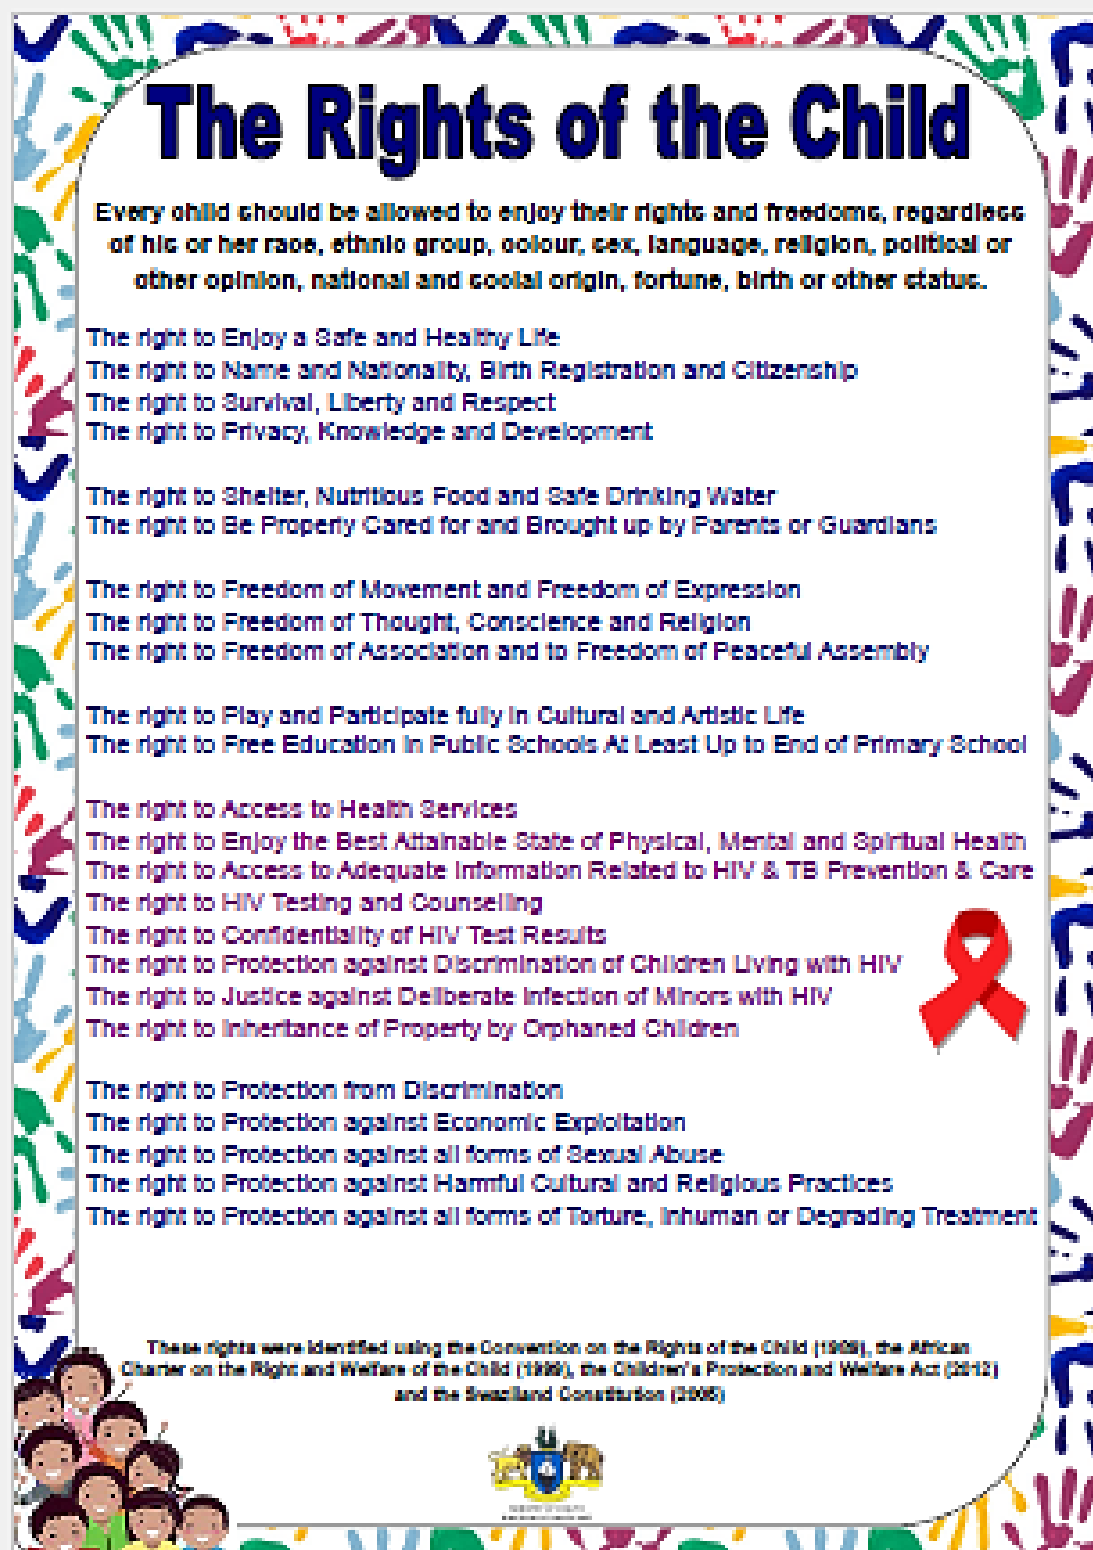 The Rights of the Child
Every child should be allowed to enjoy their rights and freedoms, regardless
of his or her race, ethnic group, colour, sex, language, religion, political or
other opinion, national and social origin, fortune, birth or other status.
The right to Enjoy a Safe and Healthy Life
The right to Name and Nationality, Birth Registration and Citizenship
The right to Survival, Liberty and Respect
The right to Privacy, Knowledge and Development
The right to Shelter, Nutritious Food and Safe Drinking Water
The right to Be Properly Cared for and Brought up by Parents or Guardians
The right to Freedom of Movement and Freedom of Expression
The right to Freedom of Thought, Conscience and Religion
The right to Freedom of Association and to Freedom of Peaceful Assembly
The right to Play and Participate fully in Cultural and Artistic Life
The right to Free Education in Public Schools At Least Up to End of Primary School
The right to Access to Health Services
The right to Enjoy the Best Attainable State of Physical, Mental and Spiritual Health
The right to Access to Adequate Information Related to HIV & TB Prevention & Care
The right to HIV Testing and Counselling
The right to Confidentiality of HIV Test Results
The right to Protection against Discrimination of Children Living with HIV
The right to Justice against Deliberate Infection of Minors with HIV
The right to Inheritance of Property by Orphaned Children
The right to Protection from Discrimination
The right to Protection against Economic Exploitation
The right to Protection against all forms of Sexual Abuse
The right to Protection against Harmful Cultural and Religious Practices
The right to Protection against all forms of Torture, Inhuman or Degrading Treatment
These rights were identified using the Convention on the Rights of the Child (1989), the African
Charter on the Right and Welfare of the Child (1999), the Children's Protection and Welfare Act (2012)
and the Swaziland Constitution (2005)